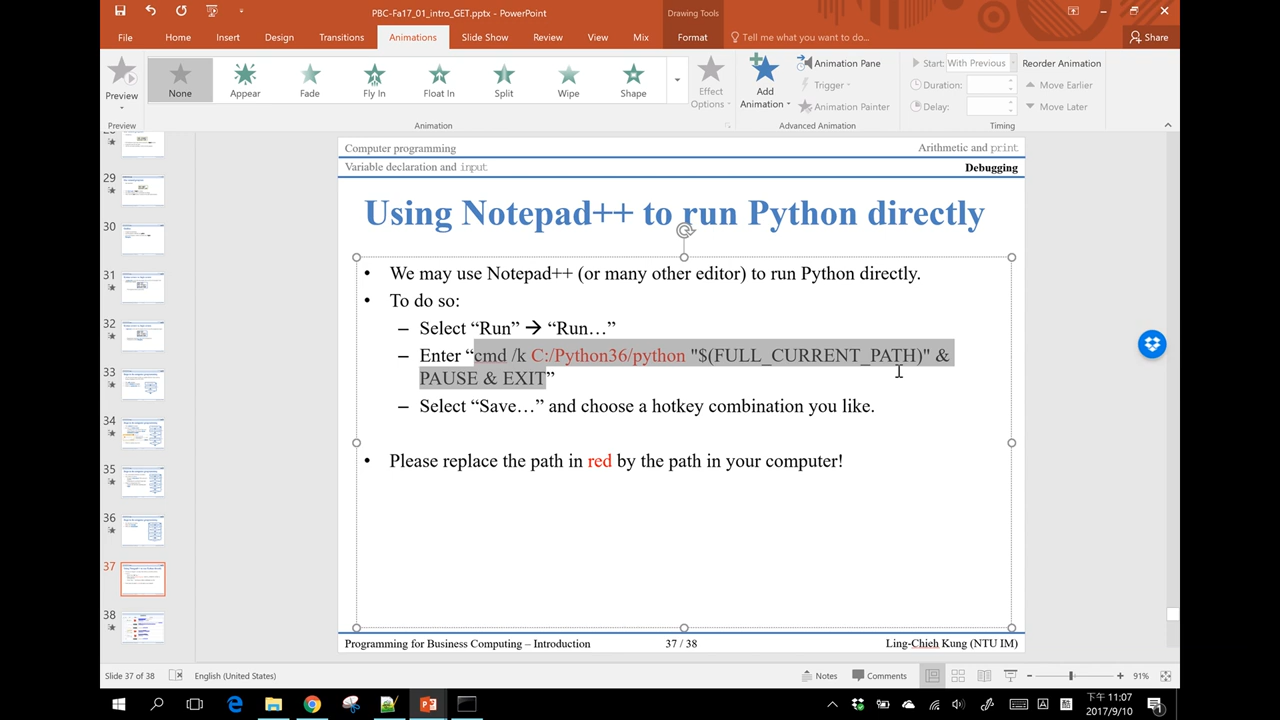 PBC-Fa17_01_intro_GET.pptx - PowerPoint
Drawing Tools
File
Home
Insert
Design
Transitions
Animations
Slide Show
Review
View
Mix
Format
Tell me what you want to do...
Share
Preview
None
Appear
Fade
Fly In
Float In
Split
Wipe
Shape
Effect
Options
Add
Animation
Animation Pane
Trigger
Animation Painter
Start: With Previous
Duration:
Delay:
Reorder Animation
Move Earlier
Move Later
Preview
Animation
Advanced Animation
Timing
29
30
31
32
33
34
35
36
37
38
Computer programming
Arithmetic and print
Variable declaration and input
Debugging
Using Notepad++ to run Python directly
• We may use Notepad++ (or many other editor) to run Python directly.
• To do so:
– Select “Run” → “Run…”
– Enter “cmd /k C:/Python36/python "$(FULL_CURRENT_PATH)" &
PAUSE & EXIT”
– Select “Save…” and choose a hotkey combination you like.
• Please replace the path in red by the path in your computer!
Programming for Business Computing – Introduction
37 / 38
Ling-Chieh Kung (NTU IM)
Slide 37 of 38
English (United States)
Notes
Comments
91%
下午 11:07
2017/9/10